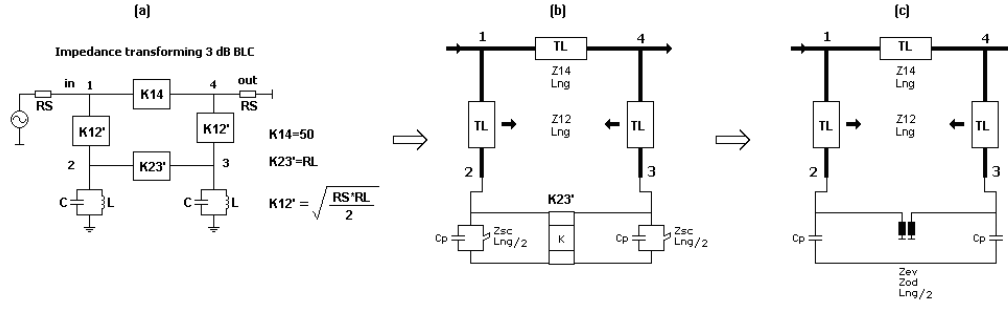 (a)
(b)
(c)
Impedance transforming 3 dB BLC
in 1
4 out
RS
K14
RS
K12'
K12'
K14=50
2
K23'
3
K23'=RL
C
L
C
L
K12' = √RS*RL
2
1
TL
4
Z14
Lng
TL
Z12
Lng
TL
2
3
K23'
Cp
Zsc
Lng/2
K
Cp
Zsc
Lng/2
1
TL
4
Z14
Lng
TL
Z12
Lng
TL
2
3
Cp
Cp
Zev
Zod
Lng/2